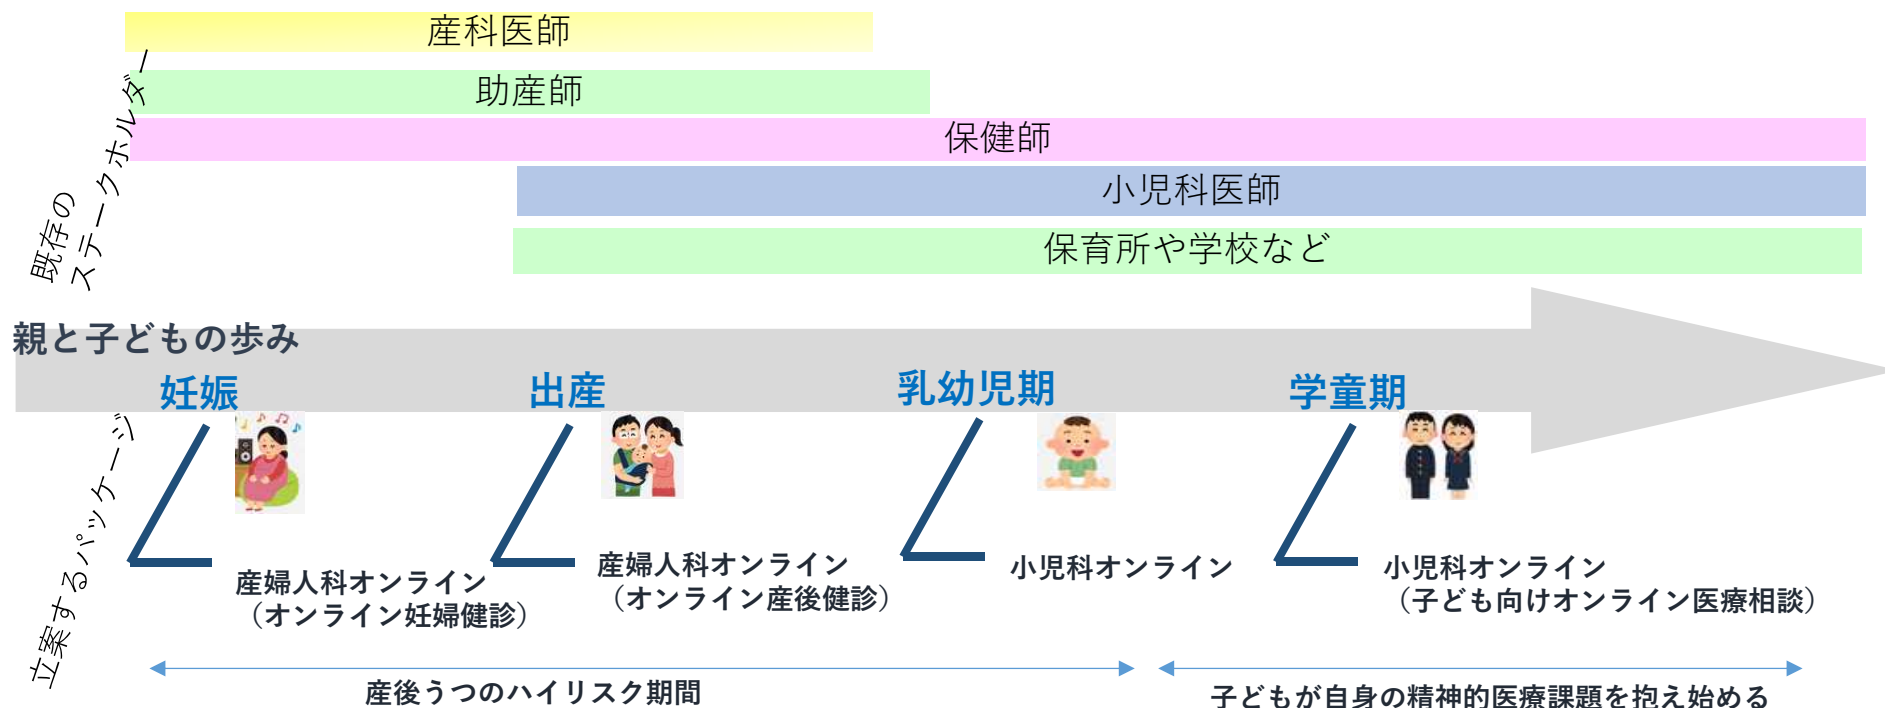 産科医師
助産師
保健師
小児科医師
保育所や学校など
既存の
ステークホルダー
親と子どもの歩み
妊娠
出産
乳幼児期
学童期
立案するパッケージ
産婦人科オンライン
（オンライン妊婦健診）
産婦人科オンライン
（オンライン産後健診）
小児科オンライン
小児科オンライン
（子ども向けオンライン医療相談）
産後うつのハイリスク期間
子どもが自身の精神的医療課題を抱え始める